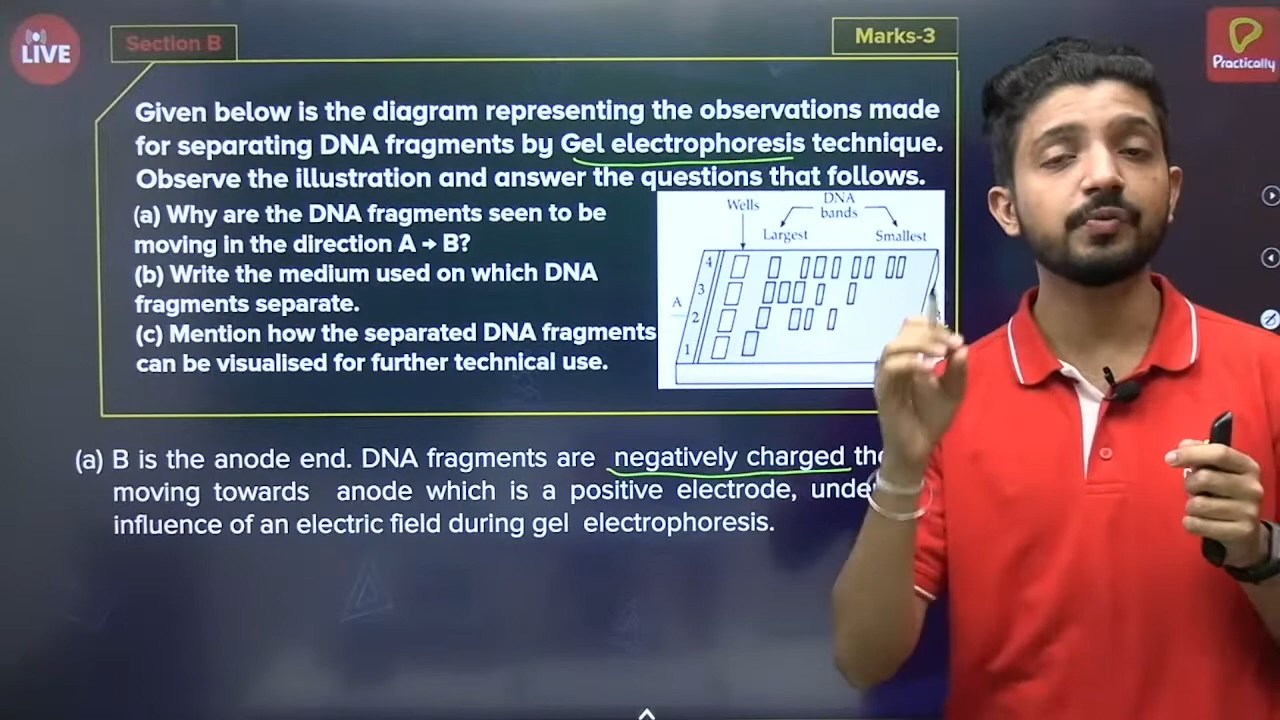 LIVE
Section B
Marks-3
Practically
Given below is the diagram representing the observations made
for separating DNA fragments by Gel electrophoresis technique.
Observe the illustration and answer the questions that follows.
(a) Why are the DNA fragments seen to be
moving in the direction A → B?
(b) Write the medium used on which DNA
fragments separate.
(c) Mention how the separated DNA fragments
can be visualised for further technical use.
Wells
DNA
bands
Largest
Smallest
4
3
A
2
1
(a) B is the anode end. DNA fragments are negatively charged
moving towards anode which is a positive electrode,
influence of an electric field during gel electrophoresis.